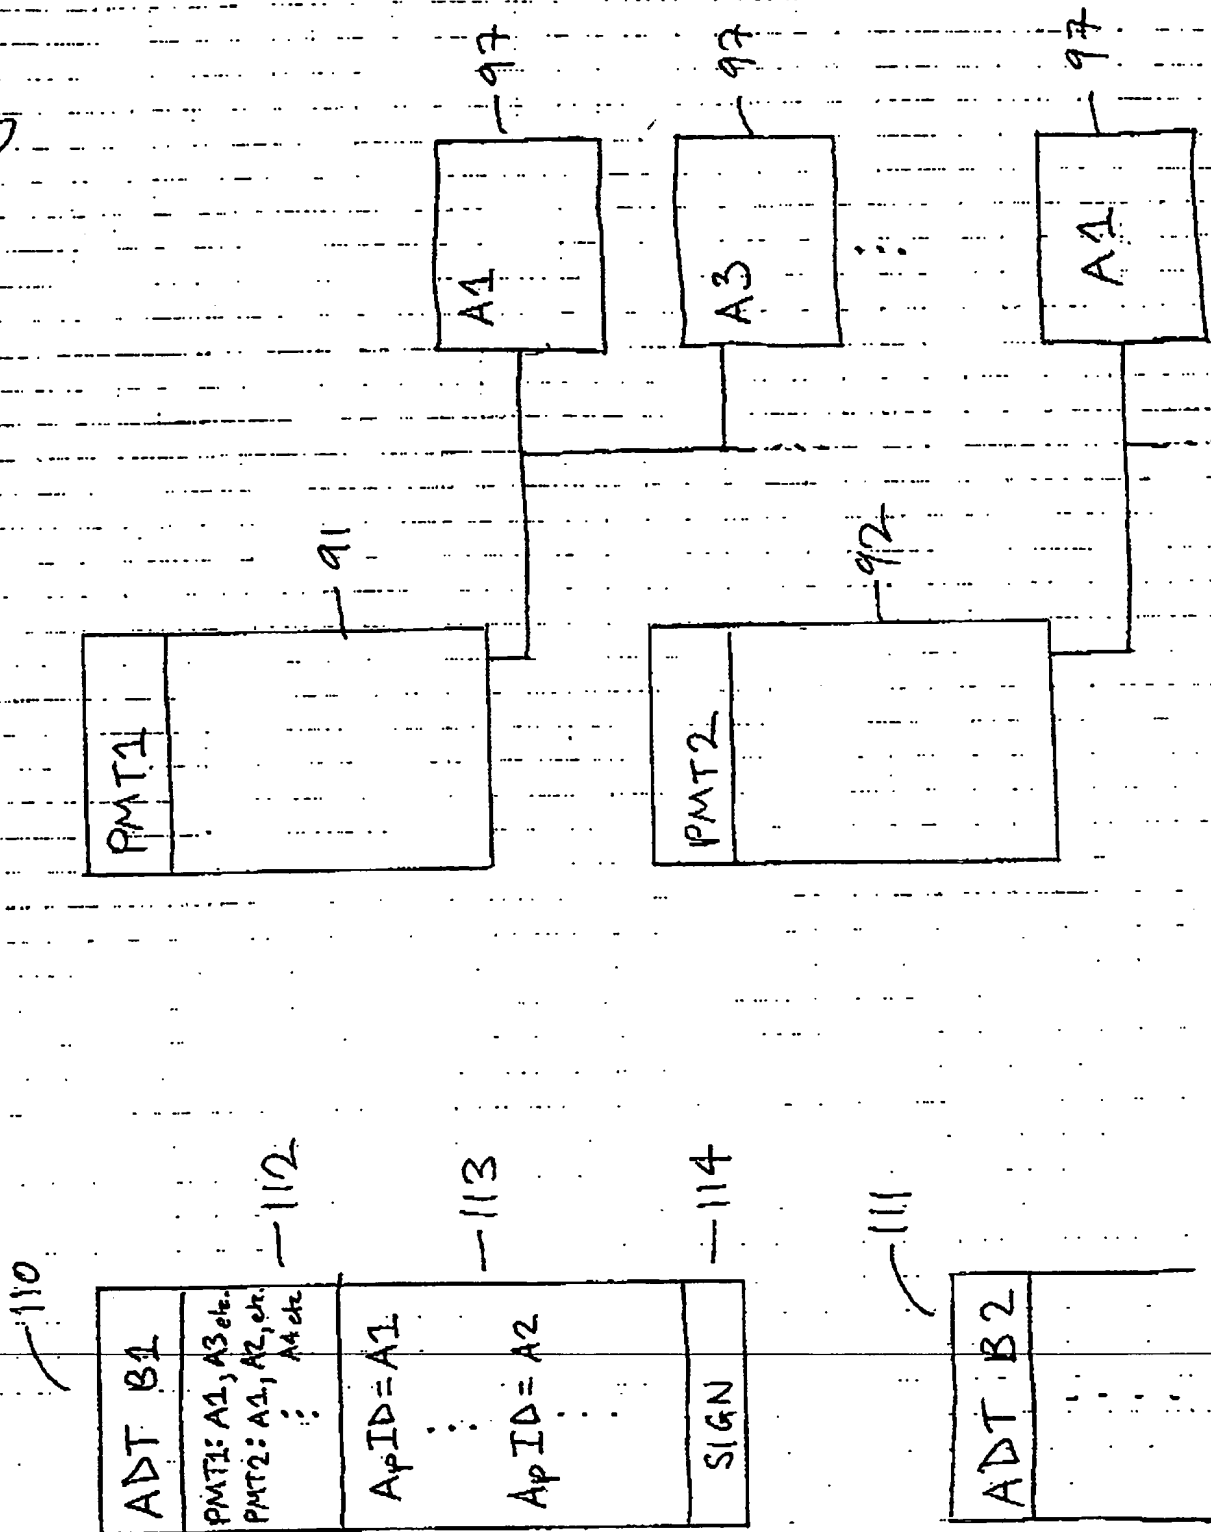 110
ADT B1
PMT1: A1, A3 etc.
PMT2: A1, A2, etc.
A4 etc
112
ApID = A1
113
ApID = A2
SIGN
114
111
ADT B2
PMT1
91
PMT2
92
A1
97
A3
97
A1
97